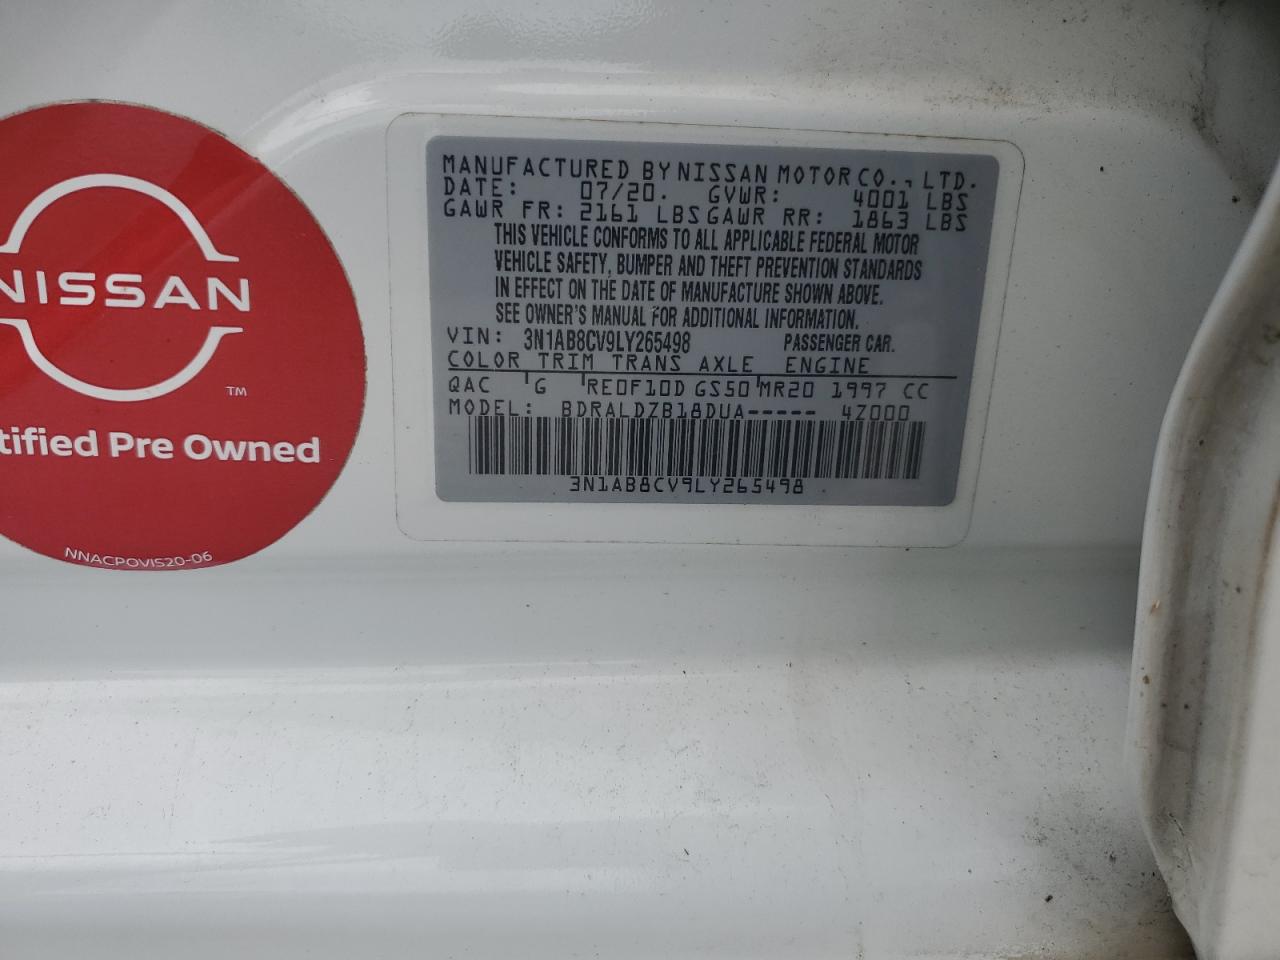 NISSAN
TM
tified Pre Owned
NNACPOVIS20-06
MANUFACTURED BY NISSAN MOTOR CO., LTD.
DATE: 07/20. GVWR: 4001 LBS
GAWR FR: 2161 LBS GAWR RR: 1863 LBS
THIS VEHICLE CONFORMS TO ALL APPLICABLE FEDERAL MOTOR
VEHICLE SAFETY, BUMPER AND THEFT PREVENTION STANDARDS
IN EFFECT ON THE DATE OF MANUFACTURE SHOWN ABOVE.
SEE OWNER'S MANUAL FOR ADDITIONAL INFORMATION.
VIN: 3N1AB8CV9LY265498 PASSENGER CAR.
COLOR TRIM TRANS AXLE ENGINE
QAC G RE0F10D GS50 MR20 1997 CC
MODEL: BDRALDZB18DUA----- 4Z000
3N1AB8CV9LY265498